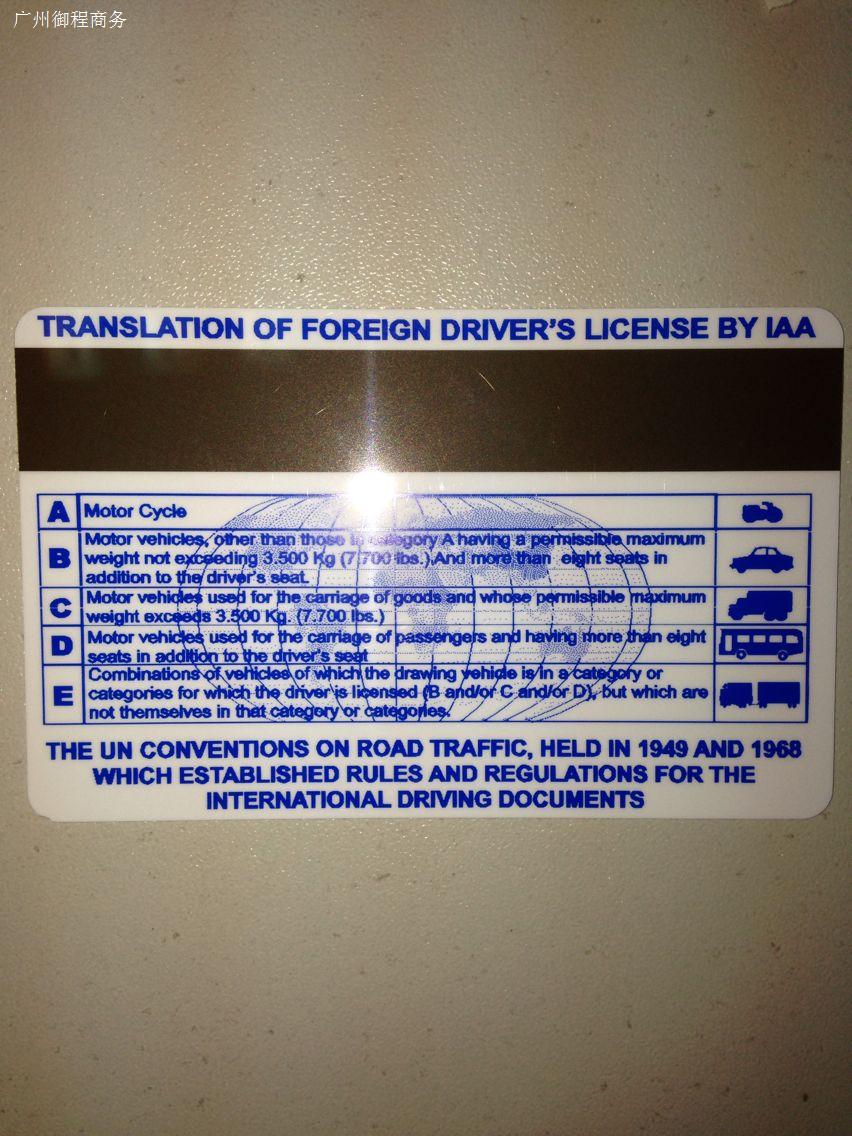 广州御程商务
TRANSLATION OF FOREIGN DRIVER'S LICENSE BY IAA
A Motor Cycle
B Motor vehicles, other than those in category A having a permissible maximum
weight not exceeding 3.500 Kg (7.700 lbs.),And more than eight seats in
addition to the driver's seat.
C Motor vehicles used for the carriage of goods and whose permissible maximum
weight exceeds 3.500 Kg. (7.700 lbs.)
D Motor vehicles used for the carriage of passengers and having more than eight
seats in addition to the driver's seat
E Combinations of vehicles of which the drawing vehicle is in a category or
categories for which the driver is licensed (B and/or C and/or D), but which are
not themselves in that category or categories.
THE UN CONVENTIONS ON ROAD TRAFFIC, HELD IN 1949 AND 1968
WHICH ESTABLISHED RULES AND REGULATIONS FOR THE
INTERNATIONAL DRIVING DOCUMENTS